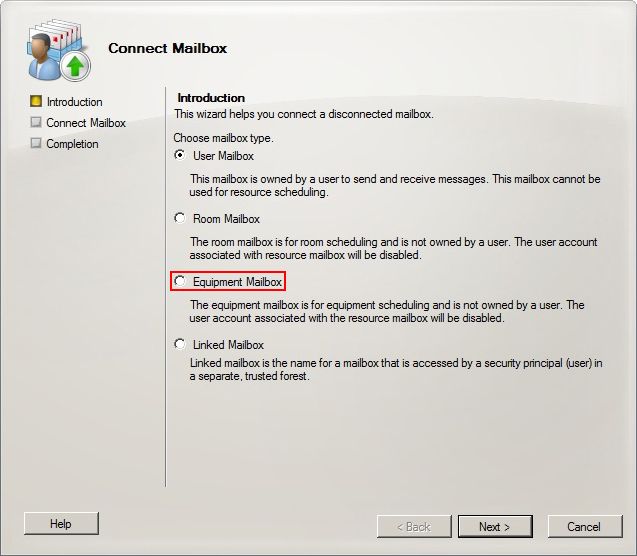 Connect Mailbox
Introduction
Connect Mailbox
Completion
Introduction
This wizard helps you connect a disconnected mailbox.
Choose mailbox type.
User Mailbox
This mailbox is owned by a user to send and receive messages. This mailbox cannot be
used for resource scheduling.
Room Mailbox
The room mailbox is for room scheduling and is not owned by a user. The user account
associated with resource mailbox will be disabled.
Equipment Mailbox
The equipment mailbox is for equipment scheduling and is not owned by a user. The
user account associated with the resource mailbox will be disabled.
Linked Mailbox
Linked mailbox is the name for a mailbox that is accessed by a security principal (user) in
a separate, trusted forest.
Help
< Back
Next >
Cancel